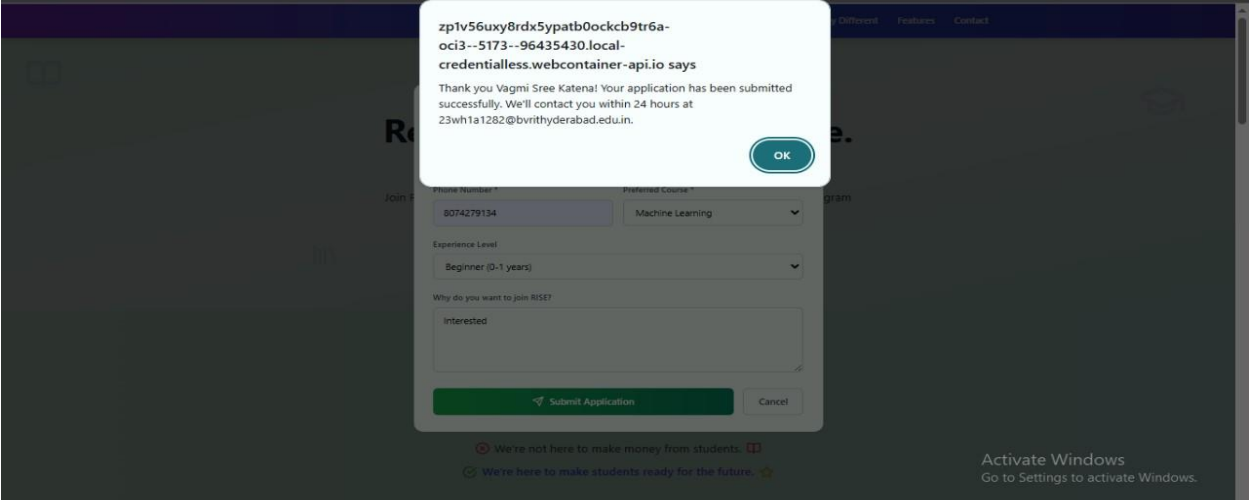 zp1v56uxy8rdx5ypatb0ockcb9tr6a-
oci3--5173--96435430.local-
credentialless.webcontainer-api.io says
Thank you Vagmi Sree Katena! Your application has been submitted
successfully. We'll contact you within 24 hours at
23wh1a1282@bvrithyderabad.edu.in.
OK
Different Features Contact
Join
Phone Number * Preferred Course *
8074279134 Machine Learning
Experience Level
Beginner (0-1 years)
Why do you want to join RISE?
Interested
Submit Application Cancel
We're not here to make money from students.
We're here to make students ready for the future.
Activate Windows
Go to Settings to activate Windows.